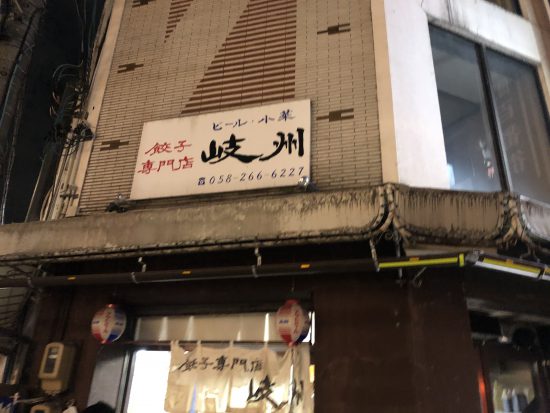 ビール・小菜
餃子
専門店
岐州
☎058-266-6227
餃子専門店
岐州